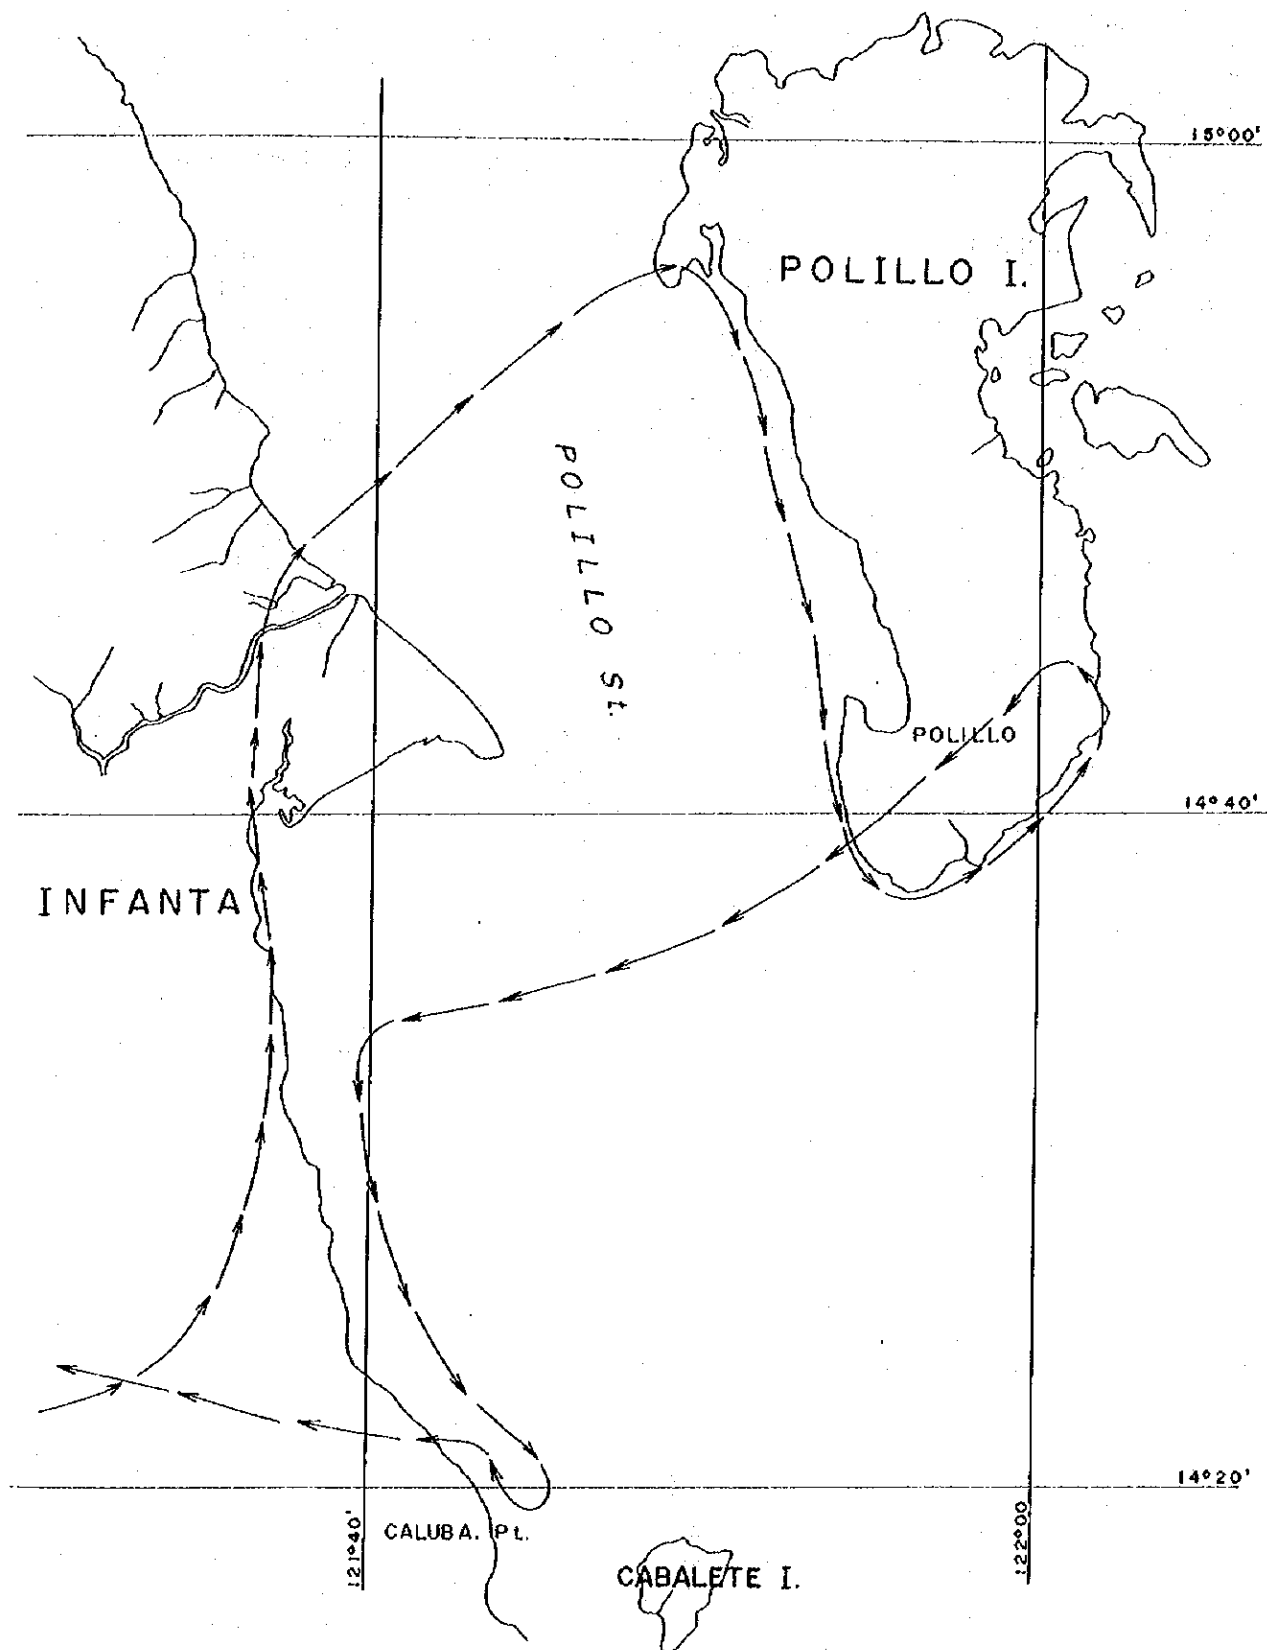 15°00'
POLILLO I.
POLILLO St.
POLILLO
14°40'
INFANTA
14°20'
121°40'
122°00'
CALUBA. Pt.
CABALETE I.